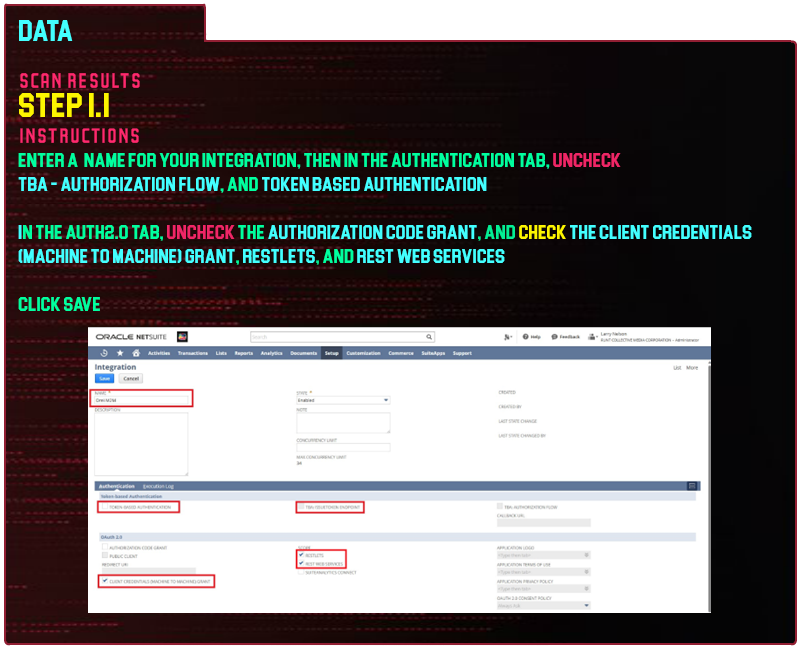 DATA
SCAN RESULTS
STEP 1.1
INSTRUCTIONS
ENTER A NAME FOR YOUR INTEGRATION, THEN IN THE AUTHENTICATION TAB, UNCHECK
TBA - AUTHORIZATION FLOW, AND TOKEN BASED AUTHENTICATION
IN THE AUTH2.0 TAB, UNCHECK THE AUTHORIZATION CODE GRANT, AND CHECK THE CLIENT CREDENTIALS
(MACHINE TO MACHINE) GRANT, RESTLETS, AND REST WEB SERVICES
CLICK SAVE
ORACLE NETSUITE Search Help Feedback Larry Nelson
KLNT COLLECTIVE MEDIA CORPORATION - Administrator
Activities Transactions Lists Reports Analytics Documents Setup Customization Commerce SuiteApps Support
Integration List More
Save Cancel
NAME * STATE * CREATED
Enabled
DESCRIPTION NOTE CREATED BY
LAST STATE CHANGE
LAST STATE CHANGED BY
CONCURRENCY LIMIT
MAX CONCURRENCY LIMIT
Authentication Execution Log
Token-based Authentication
TOKEN BASED AUTHENTICATION TBA: ISSUETOKEN ENDPOINT TBA: AUTHORIZATION FLOW
CALLBACK URL
OAuth 2.0
AUTHORIZATION CODE GRANT SCOPE APPLICATION LOGO
PUBLIC CLIENT RESTLETS
REDIRECT URI REST WEB SERVICES APPLICATION TERMS OF USE
SUITEANALYTICS CONNECT
CLIENT CREDENTIALS (MACHINE TO MACHINE) GRANT APPLICATION PRIVACY POLICY
OAUTH 2.0 CONSENT POLICY